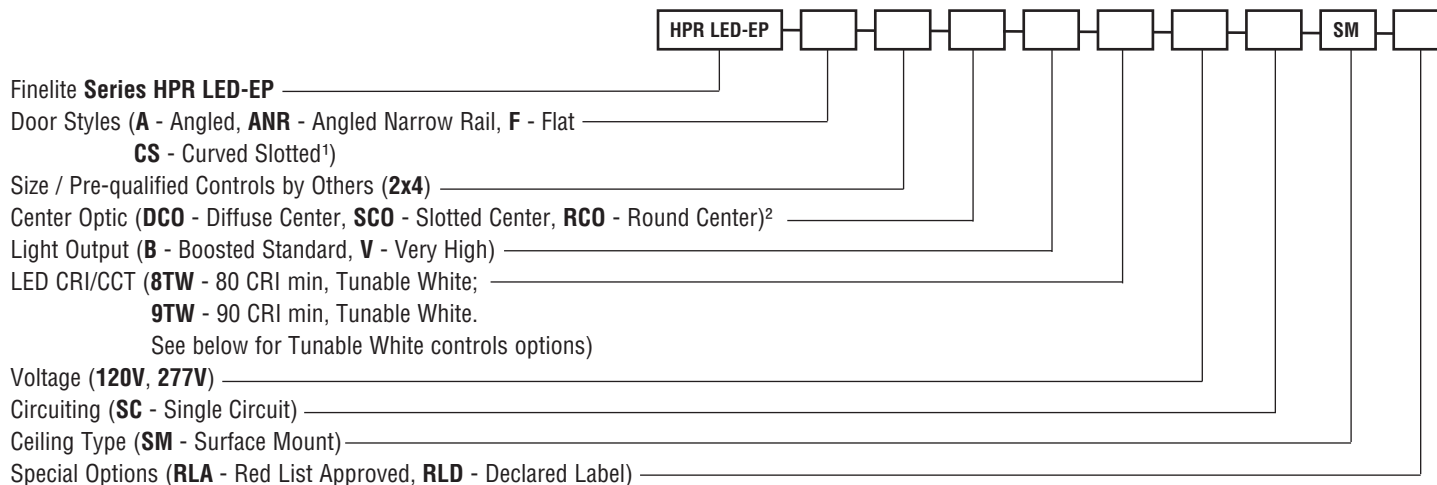 HPR LED-EP SM
Finelite Series HPR LED-EP
Door Styles (A - Angled, ANR - Angled Narrow Rail, F - Flat
CS - Curved Slotted¹)
Size / Pre-qualified Controls by Others (2x4)
Center Optic (DCO - Diffuse Center, SCO - Slotted Center, RCO - Round Center)²
Light Output (B - Boosted Standard, V - Very High)
LED CRI/CCT (8TW - 80 CRI min, Tunable White;
9TW - 90 CRI min, Tunable White.
See below for Tunable White controls options)
Voltage (120V, 277V)
Circuiting (SC - Single Circuit)
Ceiling Type (SM - Surface Mount)
Special Options (RLA - Red List Approved, RLD - Declared Label)